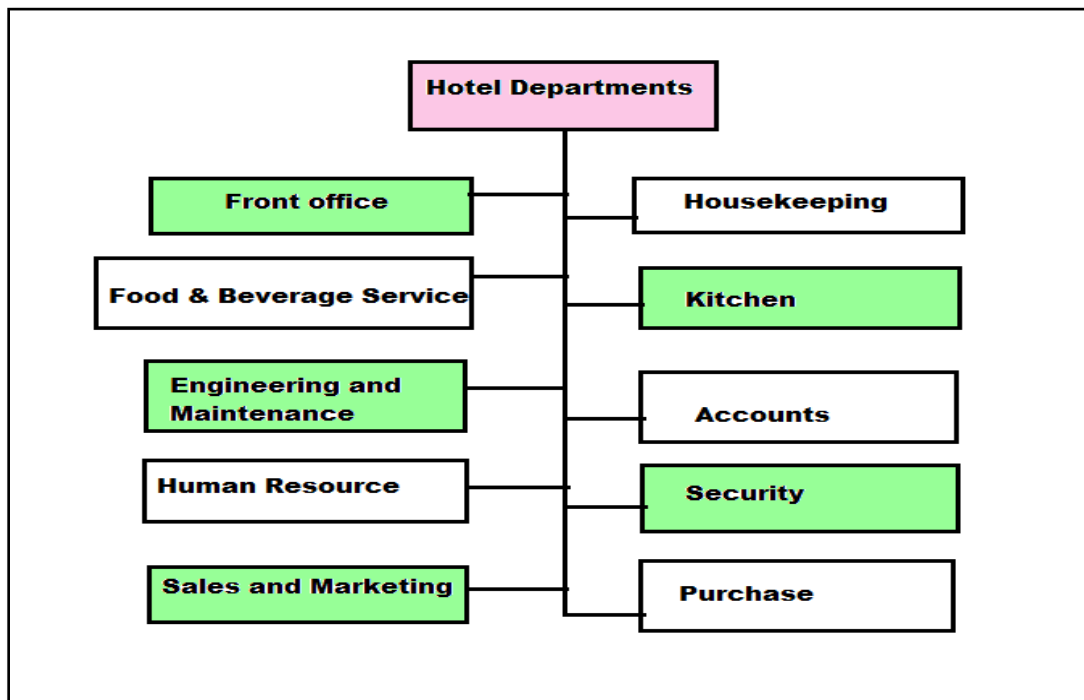 Hotel Departments
Front office
Housekeeping
Food & Beverage Service
Kitchen
Engineering and
Maintenance
Accounts
Human Resource
Security
Sales and Marketing
Purchase